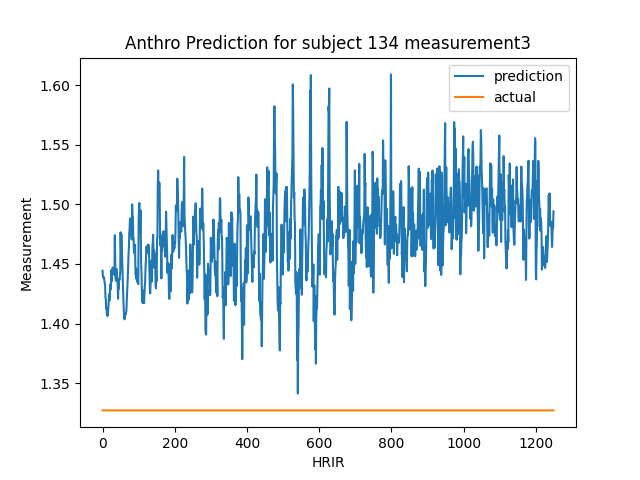 Anthro Prediction for subject 134 measurement3
prediction
actual
Measurement
1.60
1.55
1.50
1.45
1.40
1.35
0
200
400
600
800
1000
1200
HRIR